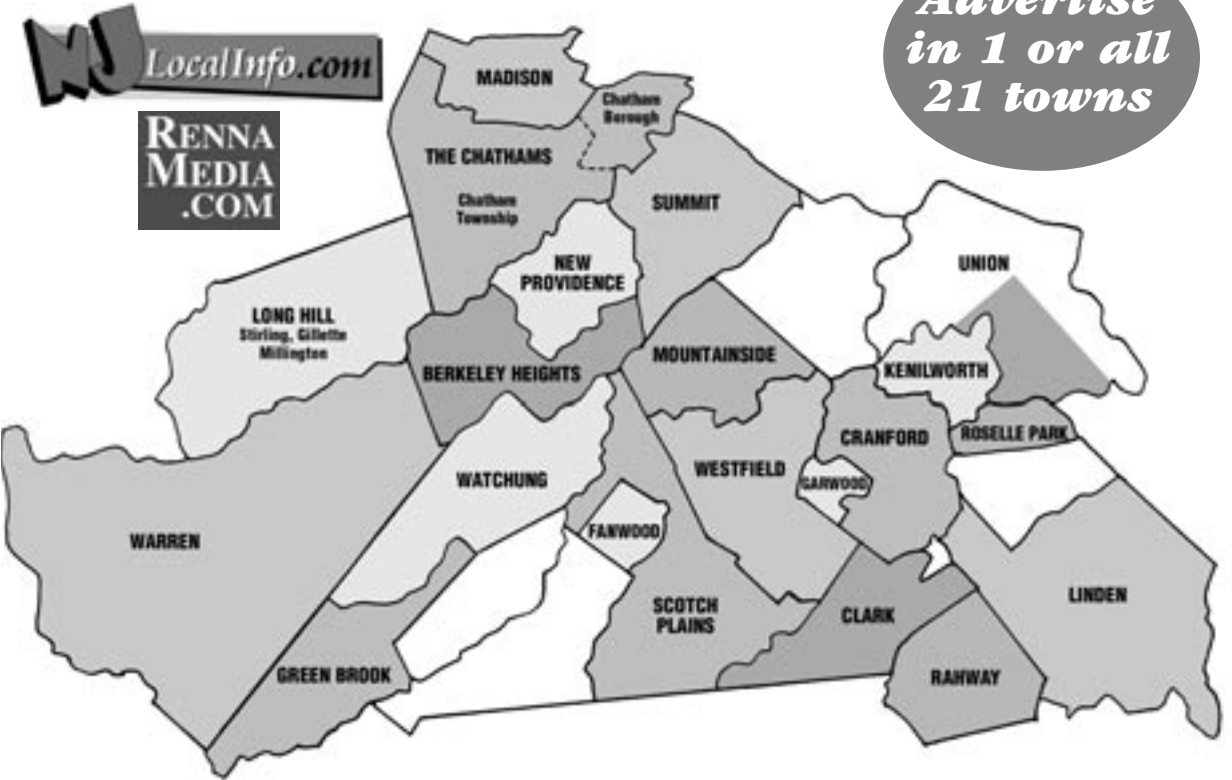 NJ LocalInfo.com
RENNA
MEDIA
.COM
Advertise
in 1 or all
21 towns
MADISON
Chatham
Borough
THE CHATHAMS
Chatham
Township
SUMMIT
NEW
PROVIDENCE
UNION
LONG HILL
Stirling, Gillette
Millington
BERKELEY HEIGHTS
MOUNTAINSIDE
KENILWORTH
CRANFORD
ROSELLE PARK
WATCHUNG
WESTFIELD
GARWOOD
WARREN
FANWOOD
SCOTCH
PLAINS
CLARK
LINDEN
GREEN BROOK
RAHWAY